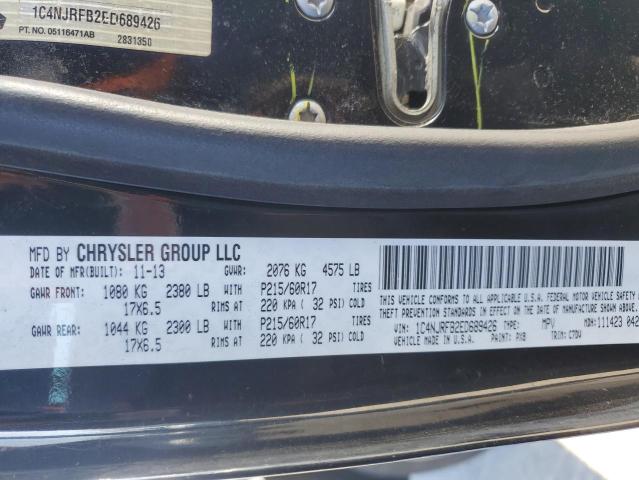 1C4NJRFB2ED689426
PT. NO. 05116471AB 2831350
MFD BY CHRYSLER GROUP LLC
DATE OF MFR(BUILT): 11-13 GVWR: 2076 KG 4575 LB
GAWR FRONT: 1080 KG 2380 LB WITH P215/60R17 TIRES
17X6.5 RIMS AT 220 KPA ( 32 PSI) COLD
GAWR REAR: 1044 KG 2300 LB WITH P215/60R17 TIRES
17X6.5 RIMS AT 220 KPA ( 32 PSI) COLD
THIS VEHICLE CONFORMS TO ALL APPLICABLE U.S.A. FEDERAL MOTOR
THEFT PREVENTION STANDARDS IN EFFECT ON THE DATE OF MANUFACTURE SHOWN
VIN: 1C4NJRFB2ED689426 TYPE: MPV MDH: 111423 042
VEHICLE MADE IN U.S.A. PAINT: PXB TRIM: C7DV